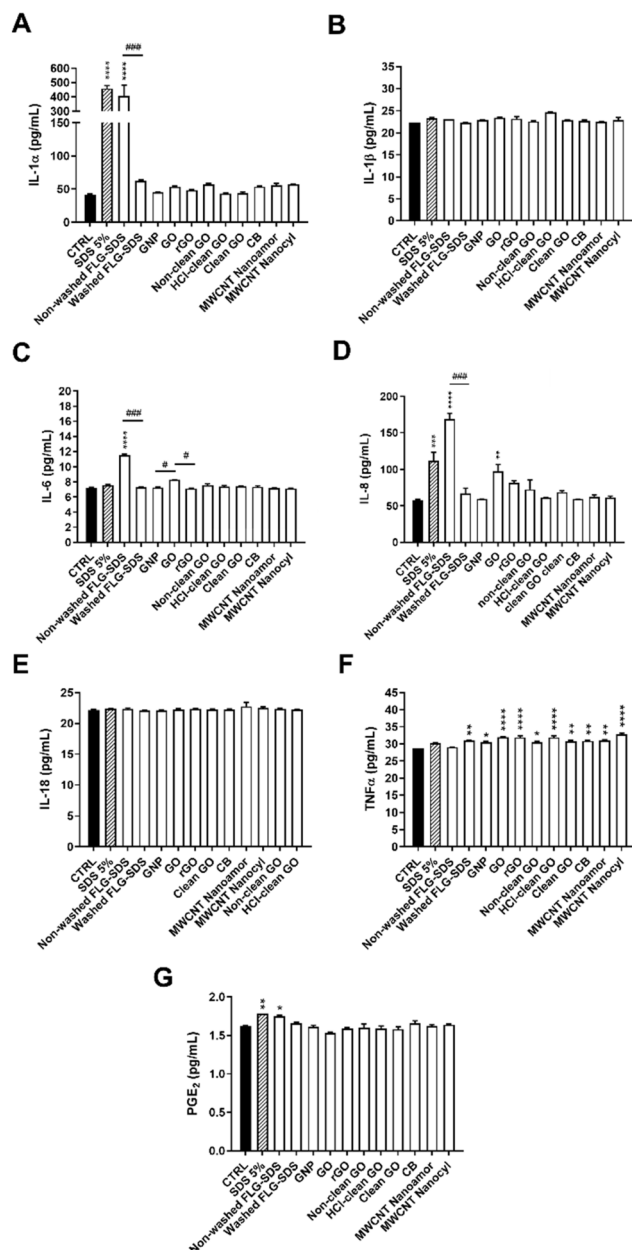 A
IL-1α (pg/mL)
600
500
400
300
150
100
50
0
****
****
###
CTRL
SDS 5%
Non-washed FLG-SDS
Washed FLG-SDS
GNP
GO
rGO
Non-clean GO
HCl-clean GO
Clean GO
CB
MWCNT Nanoamor
MWCNT Nanocyl
B
IL-1β (pg/mL)
40
35
30
25
20
15
10
5
0
CTRL
SDS 5%
Non-washed FLG-SDS
Washed FLG-SDS
GNP
GO
rGO
Non-clean GO
HCl-clean GO
Clean GO
CB
MWCNT Nanoamor
MWCNT Nanocyl
C
IL-6 (pg/mL)
16
14
12
10
8
6
4
2
0
****
###
#
#
CTRL
SDS 5%
Non-washed FLG-SDS
Washed FLG-SDS
GNP
GO
rGO
Non-clean GO
HCl-clean GO
Clean GO
CB
MWCNT Nanoamor
MWCNT Nanocyl
D
IL-8 (pg/mL)
200
150
100
50
0
***
****
###
**
CTRL
SDS 5%
Non-washed FLG-SDS
Washed FLG-SDS
GNP
GO
rGO
non-clean GO
HCl-clean GO
clean GO clean
CB
MWCNT Nanoamor
MWCNT Nanocyl
E
IL-18 (pg/mL)
25
20
15
10
5
0
CTRL
SDS 5%
Non-washed FLG-SDS
Washed FLG-SDS
GNP
GO
rGO
Clean GO
CB
MWCNT Nanoamor
MWCNT Nanocyl
Non-clean GO
HCl-clean GO
F
TNFα (pg/mL)
45
40
35
30
25
20
15
10
5
0
**
*
****
****
*
****
**
**
**
****
CTRL
SDS 5%
Non-washed FLG-SDS
Washed FLG-SDS
GNP
GO
rGO
Non-clean GO
HCl-clean GO
Clean GO
CB
MWCNT Nanoamor
MWCNT Nanocyl
G
PGE2 (pg/mL)
2.0
1.5
1.0
0.5
0.0
**
*
CTRL
SDS 5%
Non-washed FLG-SDS
Washed FLG-SDS
GNP
GO
rGO
Non-clean GO
HCl-clean GO
Clean GO
CB
MWCNT Nanoamor
MWCNT Nanocyl